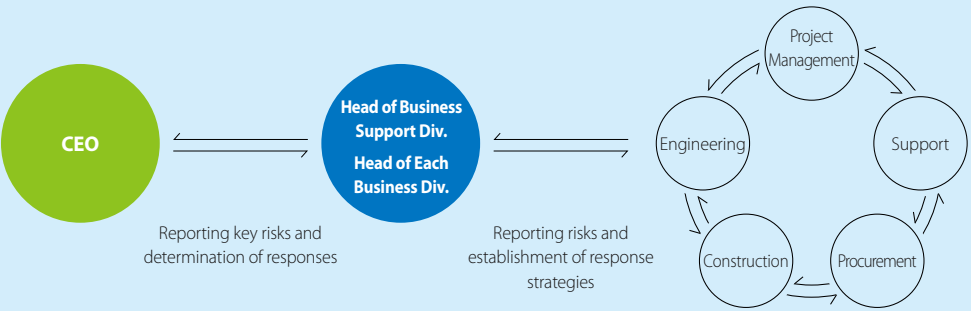 CEO
Head of Business
Support Div.
Head of Each
Business Div.
Reporting key risks and
determination of responses
Reporting risks and
establishment of response
strategies
Project
Management
Engineering
Support
Construction
Procurement